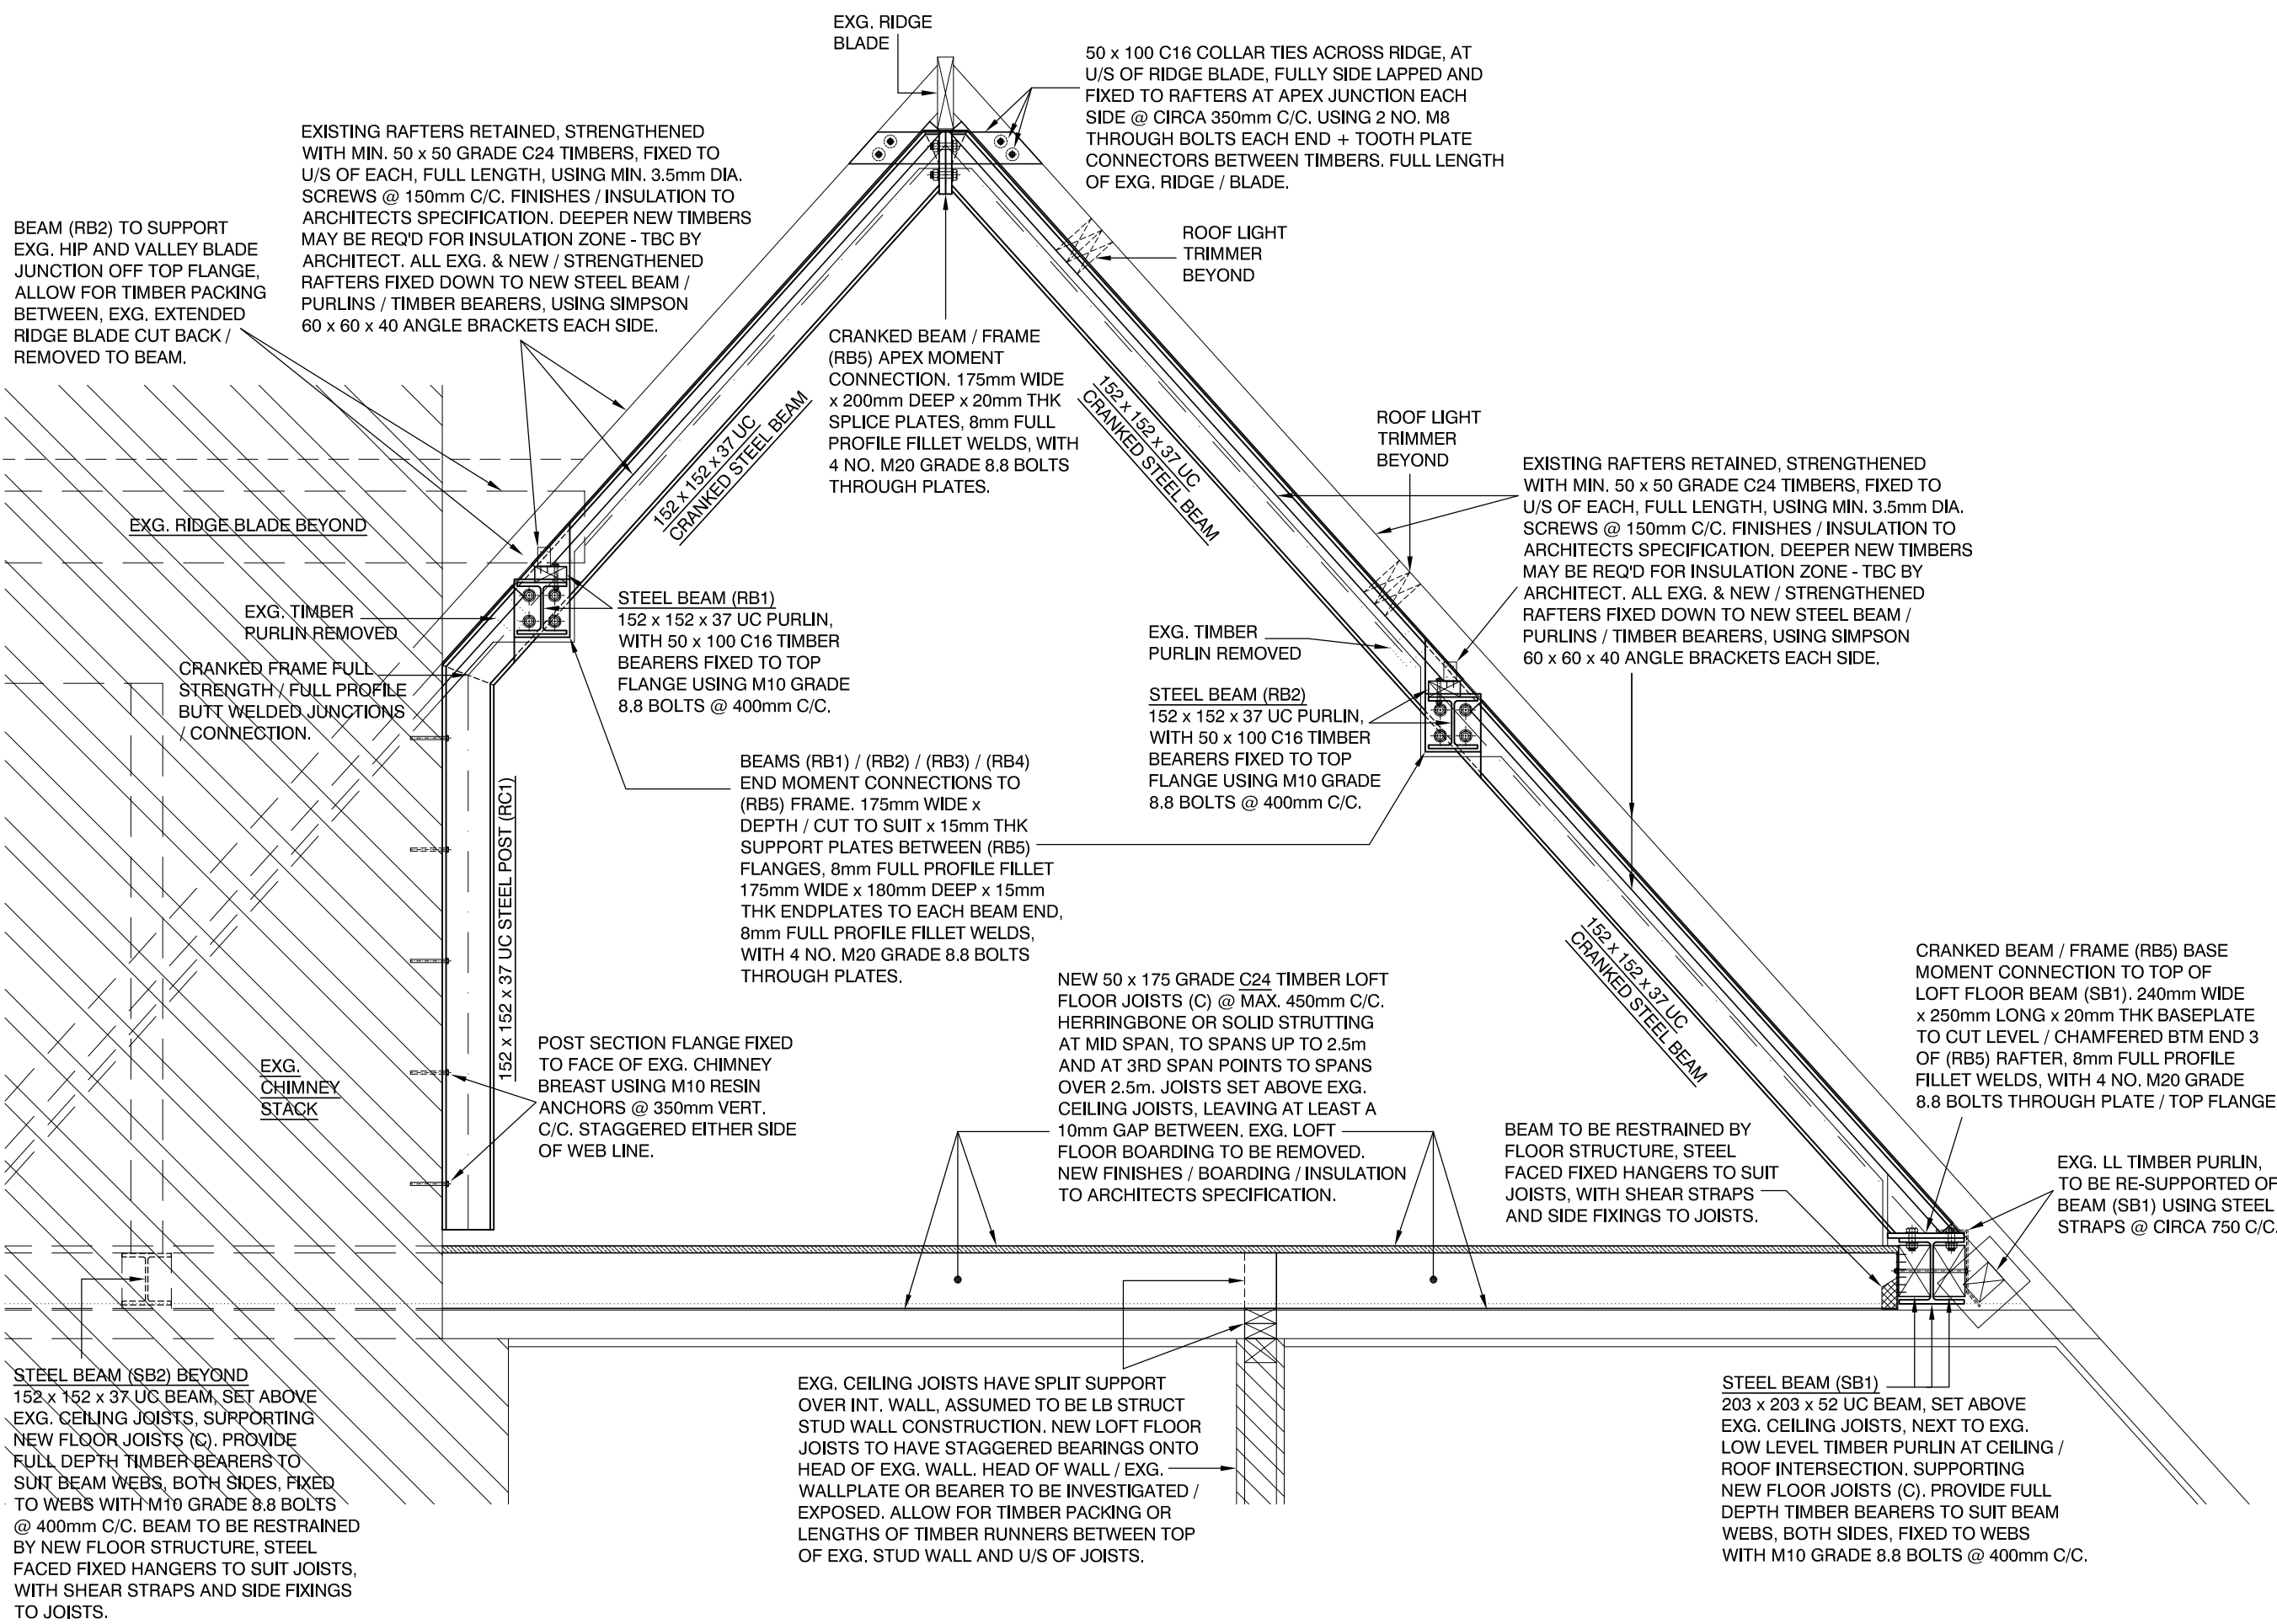 EXG. RIDGE
BLADE
50 x 100 C16 COLLAR TIES ACROSS RIDGE, AT
U/S OF RIDGE BLADE, FULLY SIDE LAPPED AND
FIXED TO RAFTERS AT APEX JUNCTION EACH
SIDE @ CIRCA 350mm C/C. USING 2 NO. M8
THROUGH BOLTS EACH END + TOOTH PLATE
CONNECTORS BETWEEN TIMBERS. FULL LENGTH
OF EXG. RIDGE / BLADE.
EXISTING RAFTERS RETAINED, STRENGTHENED
WITH MIN. 50 x 50 GRADE C24 TIMBERS, FIXED TO
U/S OF EACH, FULL LENGTH, USING MIN. 3.5mm DIA.
SCREWS @ 150mm C/C. FINISHES / INSULATION TO
ARCHITECTS SPECIFICATION. DEEPER NEW TIMBERS
MAY BE REQ'D FOR INSULATION ZONE - TBC BY
ARCHITECT. ALL EXG. & NEW / STRENGTHENED
RAFTERS FIXED DOWN TO NEW STEEL BEAM /
PURLINS / TIMBER BEARERS, USING SIMPSON
60 x 60 x 40 ANGLE BRACKETS EACH SIDE.
BEAM (RB2) TO SUPPORT
EXG. HIP AND VALLEY BLADE
JUNCTION OFF TOP FLANGE,
ALLOW FOR TIMBER PACKING
BETWEEN, EXG. EXTENDED
RIDGE BLADE CUT BACK /
REMOVED TO BEAM.
ROOF LIGHT
TRIMMER
BEYOND
CRANKED BEAM / FRAME
(RB5) APEX MOMENT
CONNECTION. 175mm WIDE
x 200mm DEEP x 20mm THK
SPLICE PLATES, 8mm FULL
PROFILE FILLET WELDS, WITH
4 NO. M20 GRADE 8.8 BOLTS
THROUGH PLATES.
152 x 152 x 37 UC
CRANKED STEEL BEAM
152 x 152 x 37 UC
CRANKED STEEL BEAM
ROOF LIGHT
TRIMMER
BEYOND
EXISTING RAFTERS RETAINED, STRENGTHENED
WITH MIN. 50 x 50 GRADE C24 TIMBERS, FIXED TO
U/S OF EACH, FULL LENGTH, USING MIN. 3.5mm DIA.
SCREWS @ 150mm C/C. FINISHES / INSULATION TO
ARCHITECTS SPECIFICATION. DEEPER NEW TIMBERS
MAY BE REQ'D FOR INSULATION ZONE - TBC BY
ARCHITECT. ALL EXG. & NEW / STRENGTHENED
RAFTERS FIXED DOWN TO NEW STEEL BEAM /
PURLINS / TIMBER BEARERS, USING SIMPSON
60 x 60 x 40 ANGLE BRACKETS EACH SIDE.
EXG. RIDGE BLADE BEYOND
EXG. TIMBER
PURLIN REMOVED
CRANKED FRAME FULL
STRENGTH / FULL PROFILE
BUTT WELDED JUNCTIONS
/ CONNECTION.
STEEL BEAM (RB1)
152 x 152 x 37 UC PURLIN,
WITH 50 x 100 C16 TIMBER
BEARERS FIXED TO TOP
FLANGE USING M10 GRADE
8.8 BOLTS @ 400mm C/C.
EXG. TIMBER
PURLIN REMOVED
STEEL BEAM (RB2)
152 x 152 x 37 UC PURLIN,
WITH 50 x 100 C16 TIMBER
BEARERS FIXED TO TOP
FLANGE USING M10 GRADE
8.8 BOLTS @ 400mm C/C.
BEAMS (RB1) / (RB2) / (RB3) / (RB4)
END MOMENT CONNECTIONS TO
(RB5) FRAME. 175mm WIDE x
DEPTH / CUT TO SUIT x 15mm THK
SUPPORT PLATES BETWEEN (RB5)
FLANGES, 8mm FULL PROFILE FILLET
175mm WIDE x 180mm DEEP x 15mm
THK ENDPLATES TO EACH BEAM END,
8mm FULL PROFILE FILLET WELDS,
WITH 4 NO. M20 GRADE 8.8 BOLTS
THROUGH PLATES.
152 x 152 x 37 UC STEEL POST (RC1)
152 x 152 x 37 UC
CRANKED STEEL BEAM
CRANKED BEAM / FRAME (RB5) BASE
MOMENT CONNECTION TO TOP OF
LOFT FLOOR BEAM (SB1). 240mm WIDE
x 250mm LONG x 20mm THK BASEPLATE
TO CUT LEVEL / CHAMFERED BTM END 3
OF (RB5) RAFTER, 8mm FULL PROFILE
FILLET WELDS, WITH 4 NO. M20 GRADE
8.8 BOLTS THROUGH PLATE / TOP FLANGE
NEW 50 x 175 GRADE C24 TIMBER LOFT
FLOOR JOISTS (C) @ MAX. 450mm C/C.
HERRINGBONE OR SOLID STRUTTING
AT MID SPAN, TO SPANS UP TO 2.5m
AND AT 3RD SPAN POINTS TO SPANS
OVER 2.5m. JOISTS SET ABOVE EXG.
CEILING JOISTS, LEAVING AT LEAST A
10mm GAP BETWEEN. EXG. LOFT
FLOOR BOARDING TO BE REMOVED.
NEW FINISHES / BOARDING / INSULATION
TO ARCHITECTS SPECIFICATION.
POST SECTION FLANGE FIXED
TO FACE OF EXG. CHIMNEY
BREAST USING M10 RESIN
ANCHORS @ 350mm VERT.
C/C. STAGGERED EITHER SIDE
OF WEB LINE.
EXG.
CHIMNEY
STACK
BEAM TO BE RESTRAINED BY
FLOOR STRUCTURE, STEEL
FACED FIXED HANGERS TO SUIT
JOISTS, WITH SHEAR STRAPS
AND SIDE FIXINGS TO JOISTS.
EXG. LL TIMBER PURLIN,
TO BE RE-SUPPORTED OF
BEAM (SB1) USING STEEL
STRAPS @ CIRCA 750 C/C.
STEEL BEAM (SB2) BEYOND
152 x 152 x 37 UC BEAM, SET ABOVE
EXG. CEILING JOISTS, SUPPORTING
NEW FLOOR JOISTS (C). PROVIDE
FULL DEPTH TIMBER BEARERS TO
SUIT BEAM WEBS, BOTH SIDES, FIXED
TO WEBS WITH M10 GRADE 8.8 BOLTS
@ 400mm C/C. BEAM TO BE RESTRAINED
BY NEW FLOOR STRUCTURE, STEEL
FACED FIXED HANGERS TO SUIT JOISTS,
WITH SHEAR STRAPS AND SIDE FIXINGS
TO JOISTS.
EXG. CEILING JOISTS HAVE SPLIT SUPPORT
OVER INT. WALL, ASSUMED TO BE LB STRUCT
STUD WALL CONSTRUCTION. NEW LOFT FLOOR
JOISTS TO HAVE STAGGERED BEARINGS ONTO
HEAD OF EXG. WALL. HEAD OF WALL / EXG.
WALLPLATE OR BEARER TO BE INVESTIGATED /
EXPOSED. ALLOW FOR TIMBER PACKING OR
LENGTHS OF TIMBER RUNNERS BETWEEN TOP
OF EXG. STUD WALL AND U/S OF JOISTS.
STEEL BEAM (SB1)
203 x 203 x 52 UC BEAM, SET ABOVE
EXG. CEILING JOISTS, NEXT TO EXG.
LOW LEVEL TIMBER PURLIN AT CEILING /
ROOF INTERSECTION. SUPPORTING
NEW FLOOR JOISTS (C). PROVIDE FULL
DEPTH TIMBER BEARERS TO SUIT BEAM
WEBS, BOTH SIDES, FIXED TO WEBS
WITH M10 GRADE 8.8 BOLTS @ 400mm C/C.